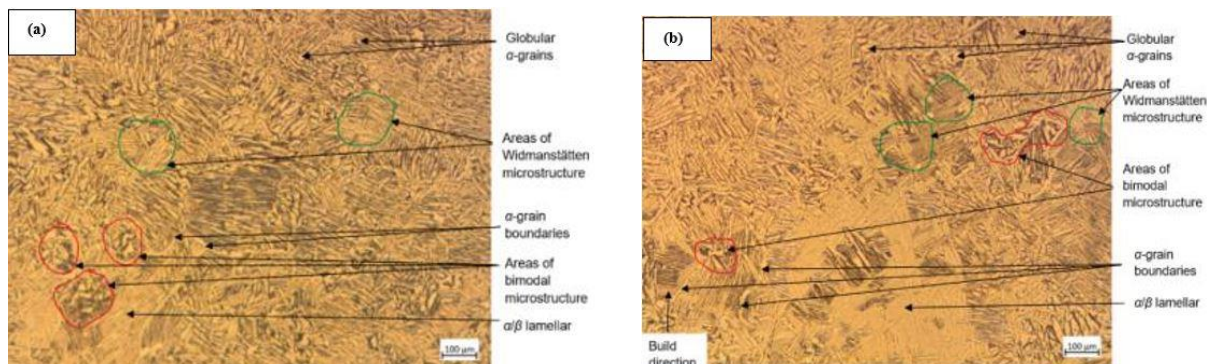 (a)
Globular
α-grains
Areas of
Widmanstätten
microstructure
α-grain
boundaries
Areas of
bimodal
microstructure
α/β lamellar
100 µm
(b)
Globular
α-grains
Areas of
Widmanstätten
microstructure
Areas of
bimodal
microstructure
α-grain
boundaries
α/β lamellar
Build
direction
100 µm